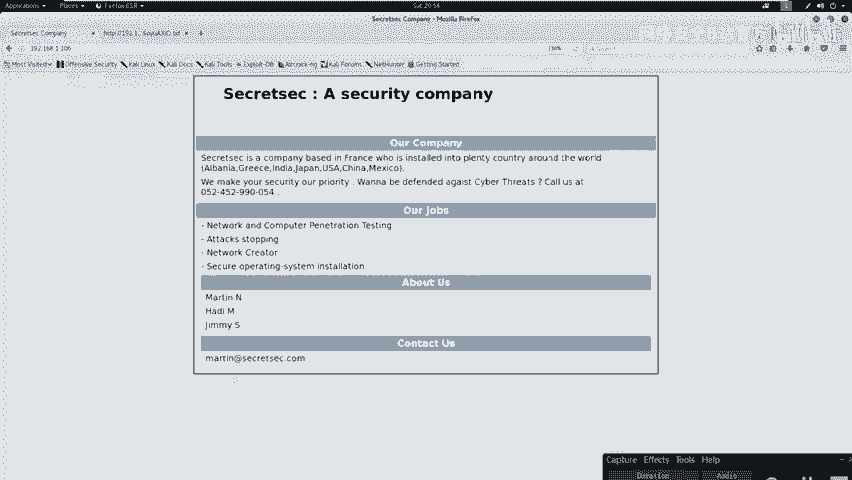 Applications Places Firefox ESR Sat 20:54 1
Secretsec Company - Mozilla Firefox
Secretsec Company
192.168.1.106
Most Visited Offensive Security Kali Linux Kali Docs Kali Tools Exploit-DB Aircrack-ng Kali Forums NetHunter Getting Started
Secretsec : A security company
Our Company
Secretsec is a company based in France who is installed into plenty country around the world
(Albania,Greece,India,Japan,USA,China,Mexico).
We make your security our priority . Wanna be defended agaist Cyber Threats ? Call us at
052-452-990-054 .
Our Jobs
- Network and Computer Penetration Testing
- Attacks stopping
- Network Creator
- Secure operating-system installation
About Us
Martin N
Hadi M
Jimmy S
Contact Us
martin@secretsec.com
Capture Effects Tools Help
Duration Audio